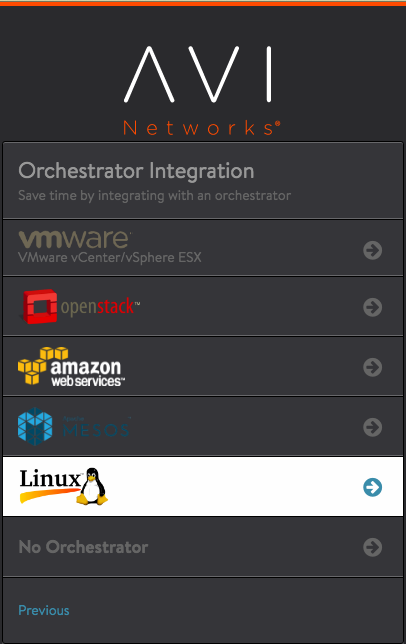 AVI
Networks®
Orchestrator Integration
Save time by integrating with an orchestrator
vmware®
VMware vCenter/vSphere ESX
openstack™
amazon
web services™
MESOS
Linux
No Orchestrator
Previous